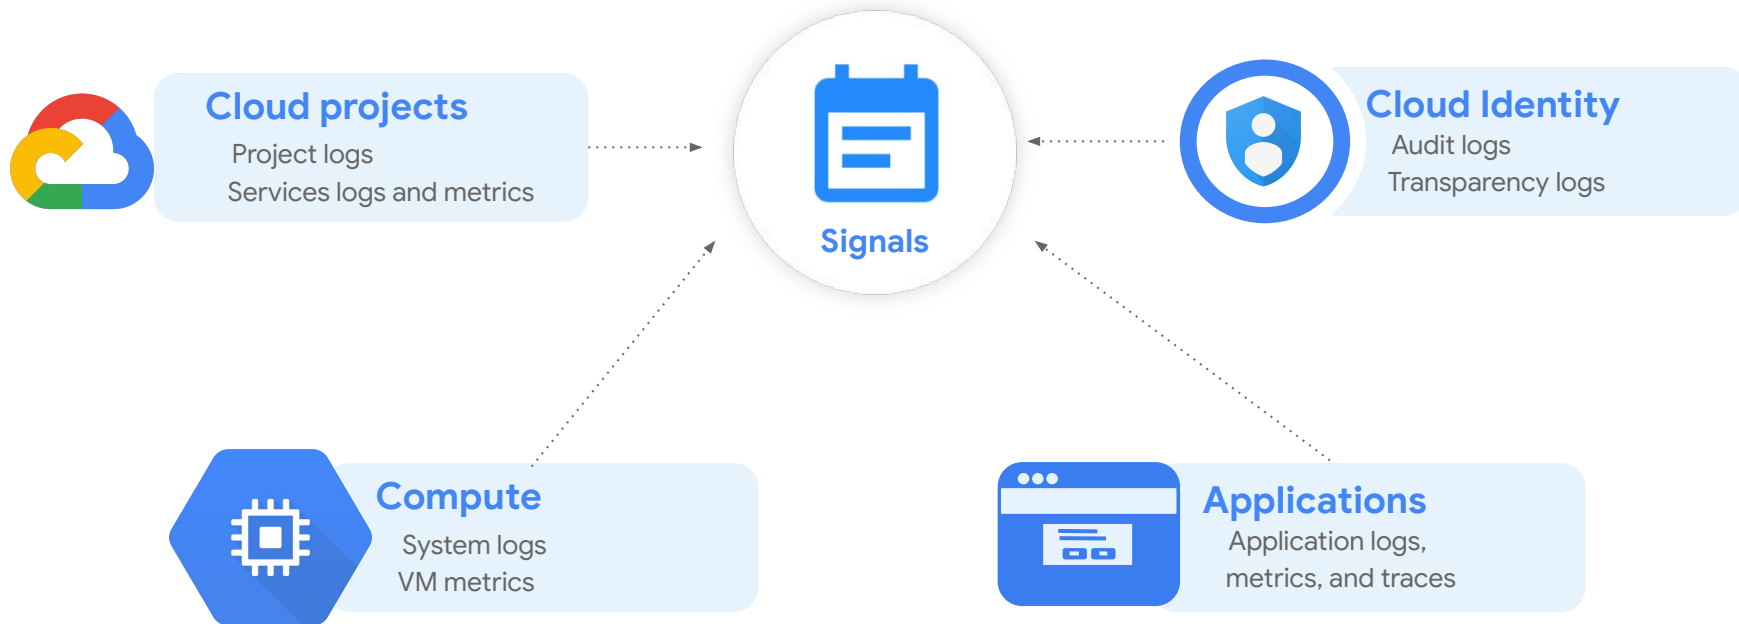 Cloud projects
Project logs
Services logs and metrics
Signals
Cloud Identity
Audit logs
Transparency logs
Compute
System logs
VM metrics
Applications
Application logs,
metrics, and traces